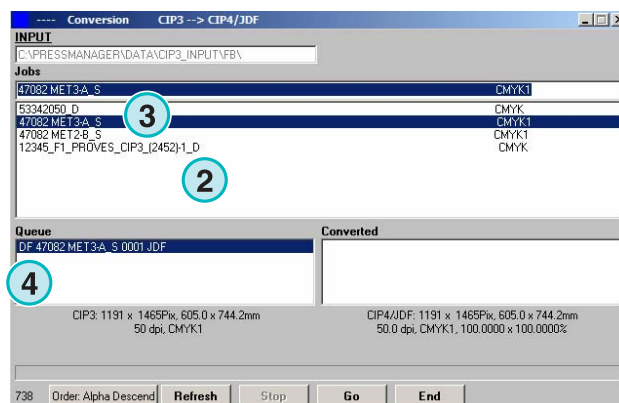 ---- Conversion CIP3 --> CIP4/JDF
INPUT
C:\PRESSMANAGER\DATA\CIP3_INPUT\FB\
Jobs
47082 MET3-A_S CMYK1
53342050_D CMYK
47082 MET3-A_S CMYK1
47082 MET2-B_S CMYK1
12345_F1_PROVES_CIP3_(2452)-1_D CMYK
3
2
Queue Converted
DF 47082 MET3-A_S 0001 JDF
4
CIP3: 1191 x 1465Pix, 605.0 x 744.2mm
50 dpi, CMYK1
CIP4/JDF: 1191 x 1465Pix, 605.0 x 744.2mm
50.0 dpi, CMYK1, 100.0000 x 100.0000%
738 Order: Alpha Descend Refresh Stop Go End